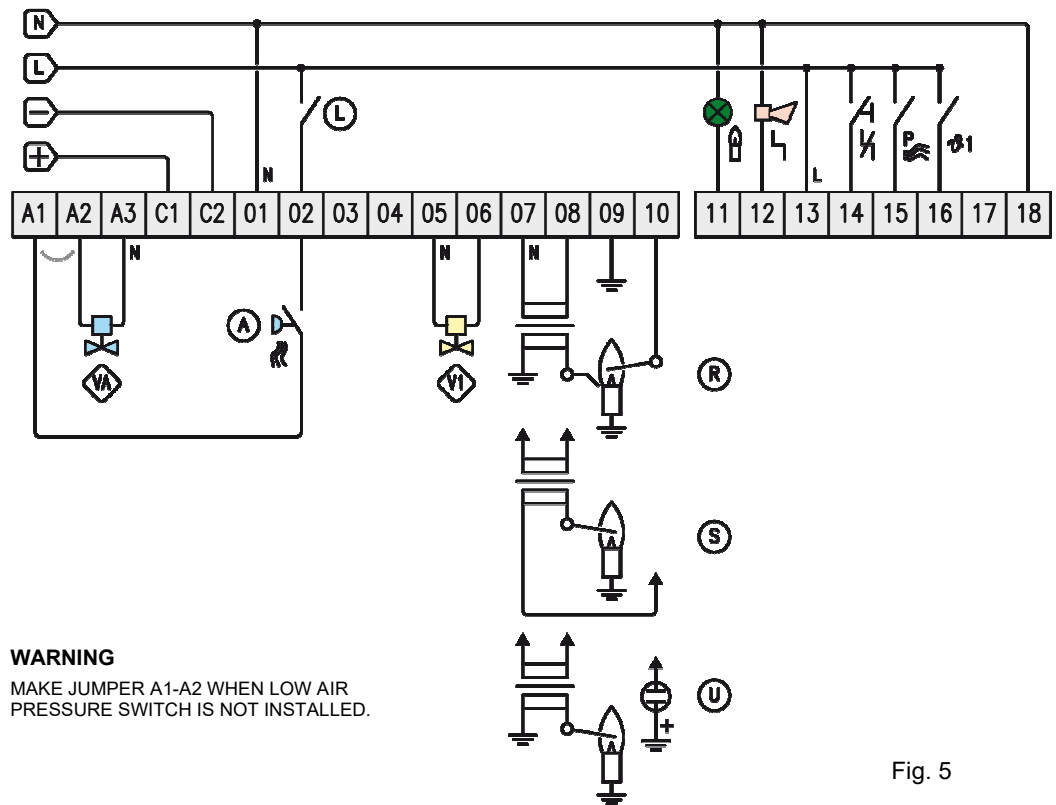 N
L
−
+
L
P
ϑ1
N
L
A1 A2 A3 C1 C2 01 02 03 04 05 06 07 08 09 10 11 12 13 14 15 16 17 18
N
N
N
A
VA
V1
R
S
WARNING
MAKE JUMPER A1-A2 WHEN LOW AIR
PRESSURE SWITCH IS NOT INSTALLED.
U
+
Fig. 5